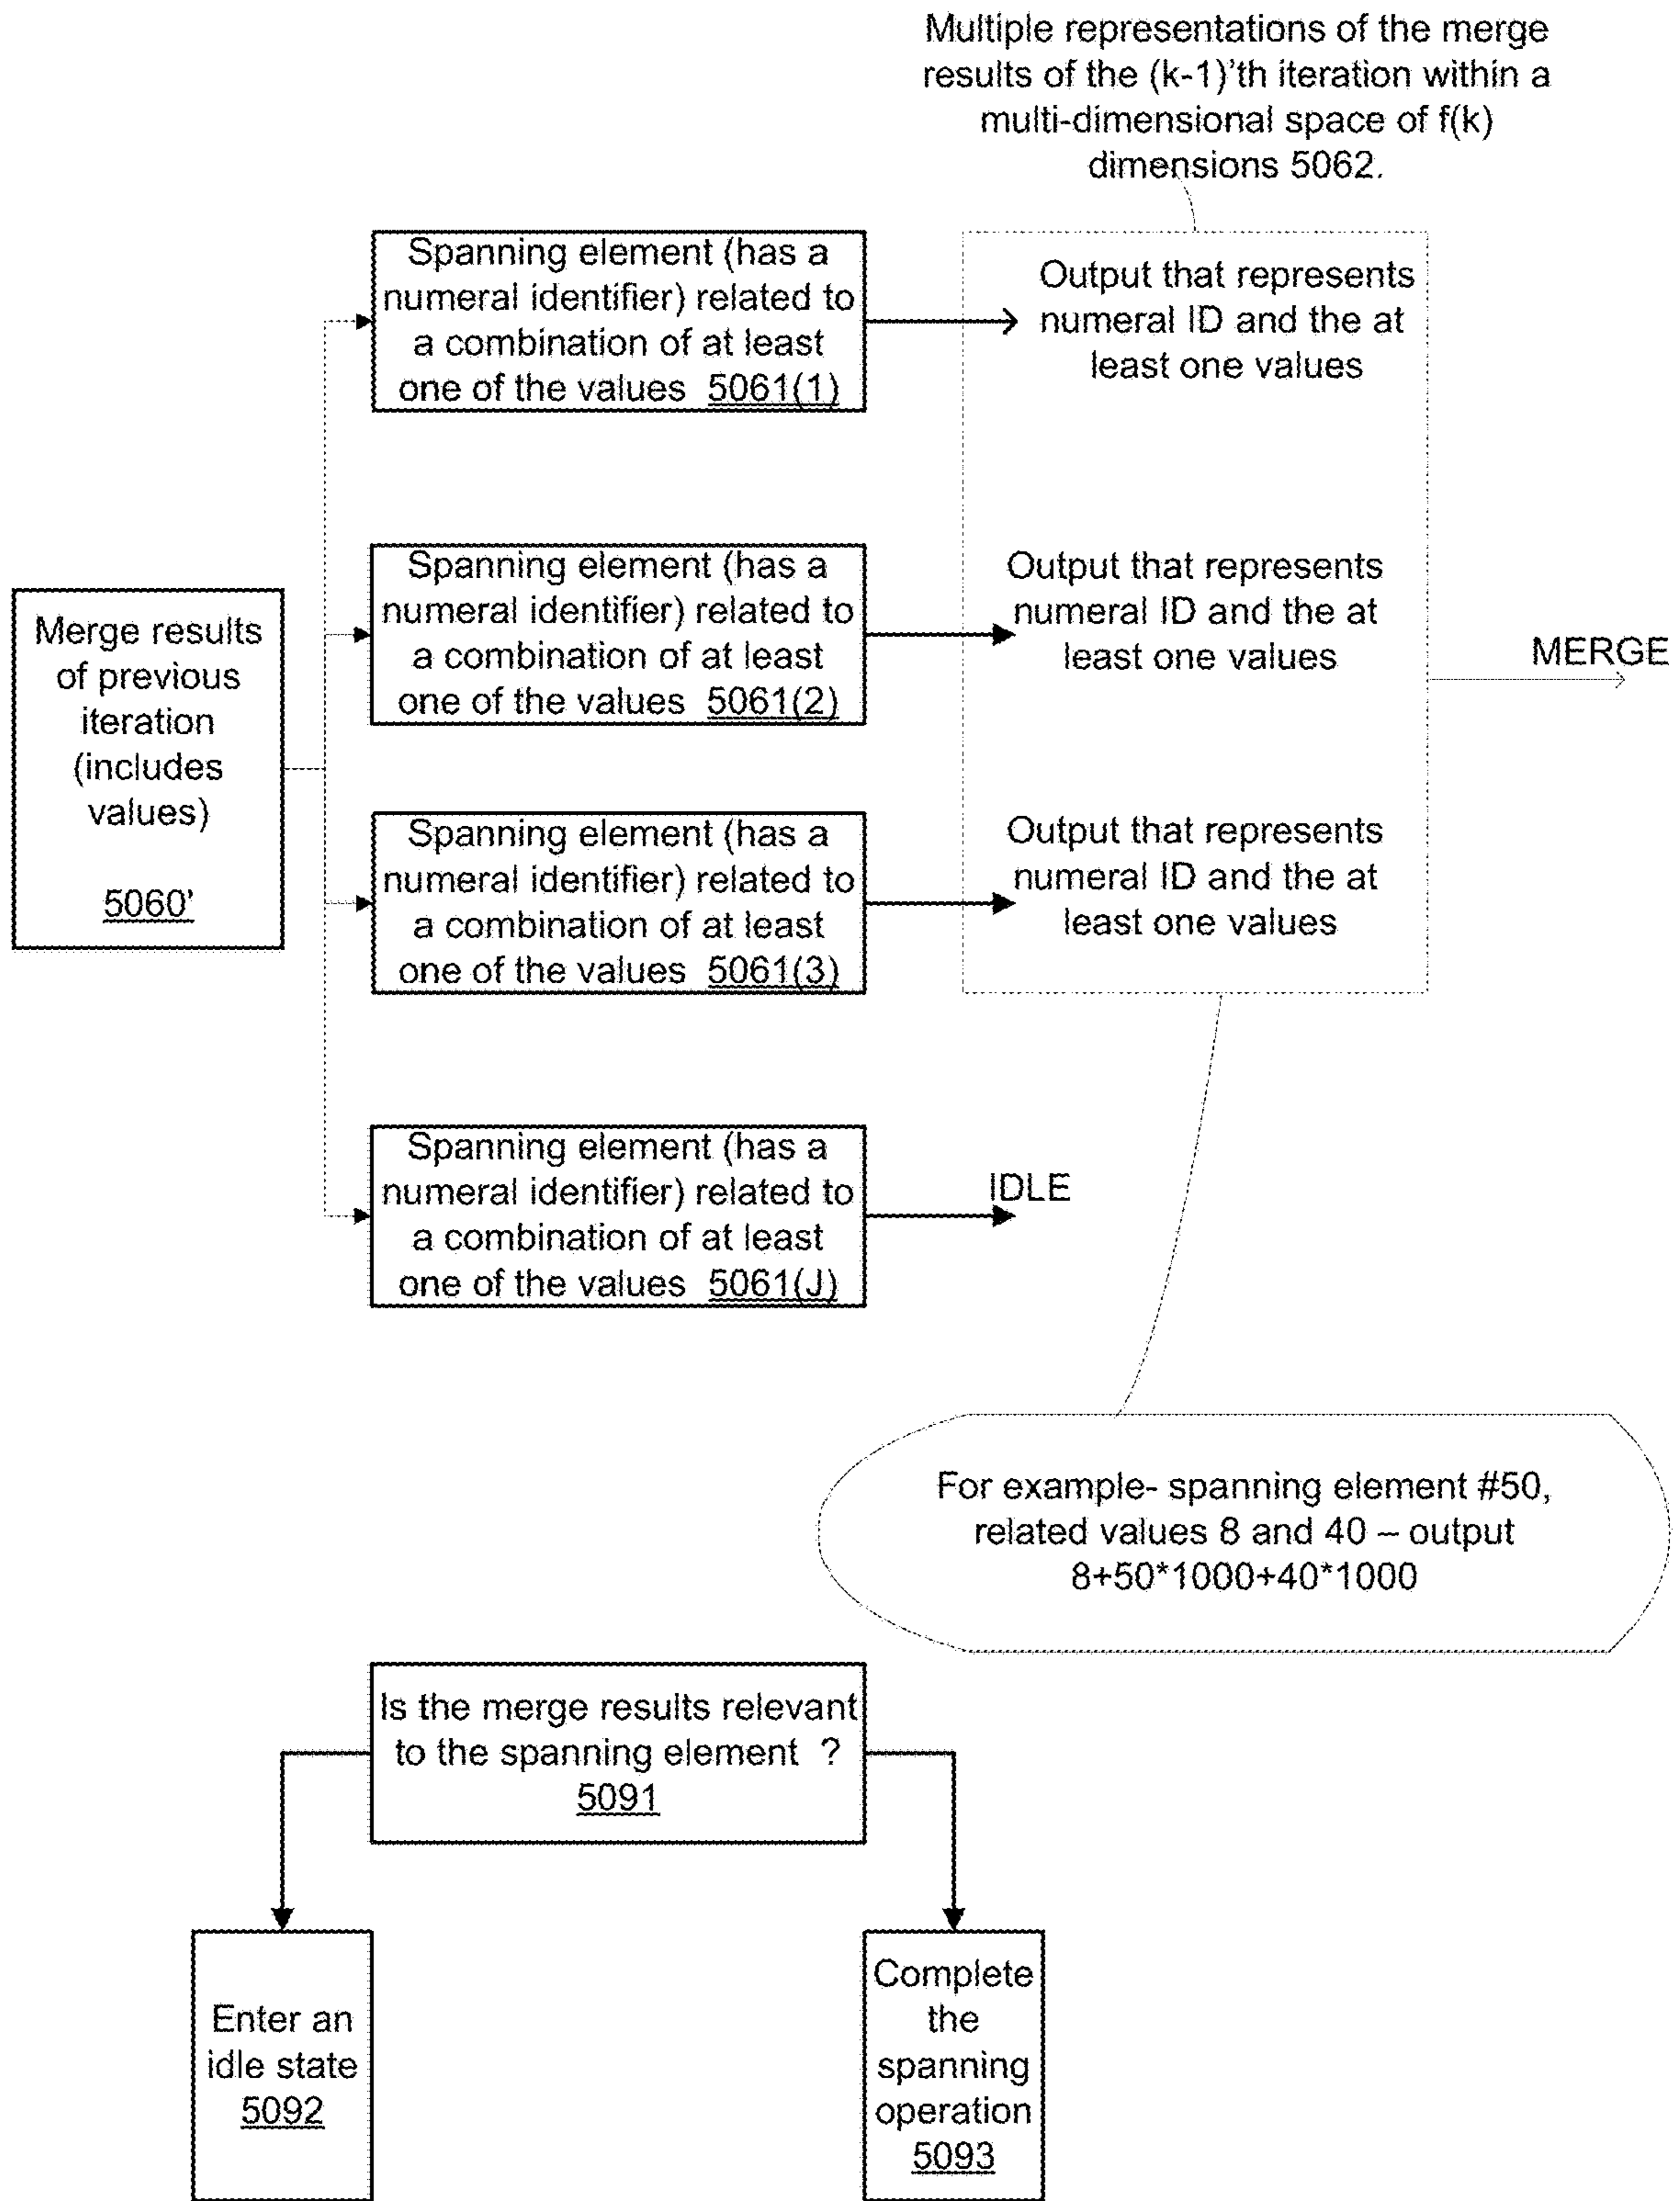 Multiple representations of the merge
results of the (k-1)'th iteration within a
multi-dimensional space of f(k)
dimensions 5062.
Spanning element (has a
numeral identifier) related to
a combination of at least
one of the values 5061(1)
Output that represents
numeral ID and the at
least one values
Merge results
of previous
iteration
(includes
values)
5060'
Spanning element (has a
numeral identifier) related to
a combination of at least
one of the values 5061(2)
Output that represents
numeral ID and the at
least one values
MERGE
Spanning element (has a
numeral identifier) related to
a combination of at least
one of the values 5061(3)
Output that represents
numeral ID and the at
least one values
Spanning element (has a
numeral identifier) related to
a combination of at least
one of the values 5061(J)
IDLE
For example- spanning element #50,
related values 8 and 40 – output
8+50*1000+40*1000
Is the merge results relevant
to the spanning element ?
5091
Enter an
idle state
5092
Complete
the
spanning
operation
5093